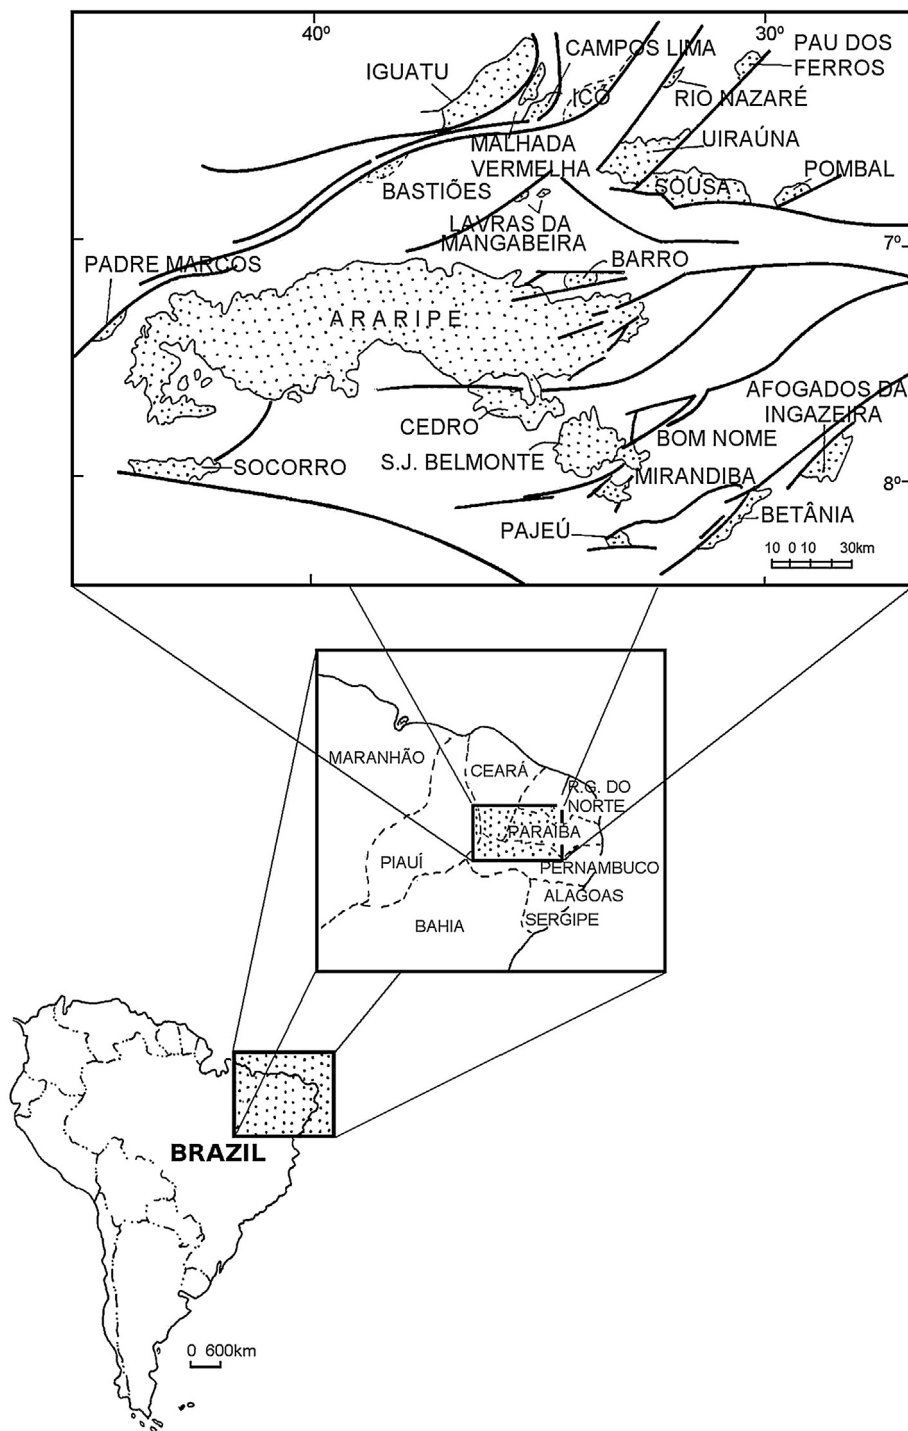 40º
30º
CAMPOS LIMA
PAU DOS
FERROS
IGUATU
ICÓ
RIO NAZARÉ
MALHADA
VERMELHA
UIRAÚNA
BASTIÕES
SOUSA
POMBAL
LAVRAS DA
MANGABEIRA
7º
PADRE MARCOS
BARRO
ARARIPE
AFOGADOS DA
INGAZEIRA
CEDRO
BOM NOME
S.J. BELMONTE
SOCORRO
MIRANDIBA
8º
PAJEÚ
BETÂNIA
10 0 10 30km
MARANHÃO
CEARÁ
R.G. DO
NORTE
PARAÍBA
PIAUÍ
PERNAMBUCO
ALAGOAS
BAHIA
SERGIPE
BRAZIL
0 600km